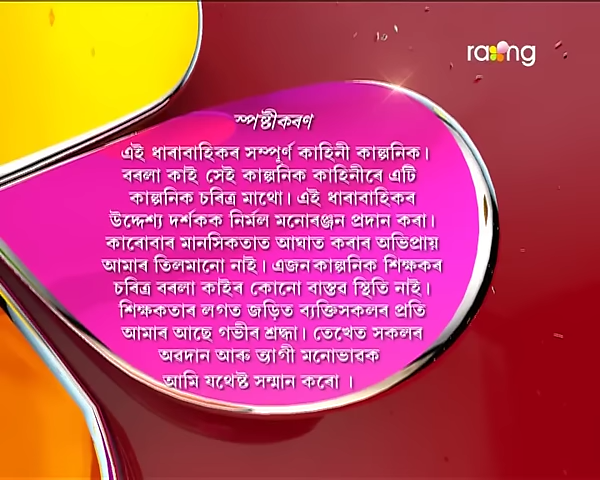 rang
স্পষ্টীকৰণ
এই ধাৰাবাহিকৰ সম্পূৰ্ণ কাহিনী কাল্পনিক।
বৰলা কাই সেই কাল্পনিক কাহিনীৰে এটি
কাল্পনিক চৰিত্ৰ মাথো। এই ধাৰাবাহিকৰ
উদ্দেশ্য দৰ্শকক নিৰ্মল মনোৰঞ্জন প্ৰদান কৰা।
কাৰোবাৰ মানসিকতাত আঘাত কৰাৰ অভিপ্ৰায়
আমাৰ তিলমানো নাই। এজন কাল্পনিক শিক্ষকৰ
চৰিত্ৰ বৰলা কাইৰ কোনো বাস্তৱ স্থিতি নাই।
শিক্ষকতাৰ লগত জড়িত ব্যক্তিসকলৰ প্ৰতি
আমাৰ আছে গভীৰ শ্ৰদ্ধা। তেখেত সকলৰ
অৱদান আৰু ত্যাগী মনোভাৱক
আমি যথেষ্ট সন্মান কৰো ।